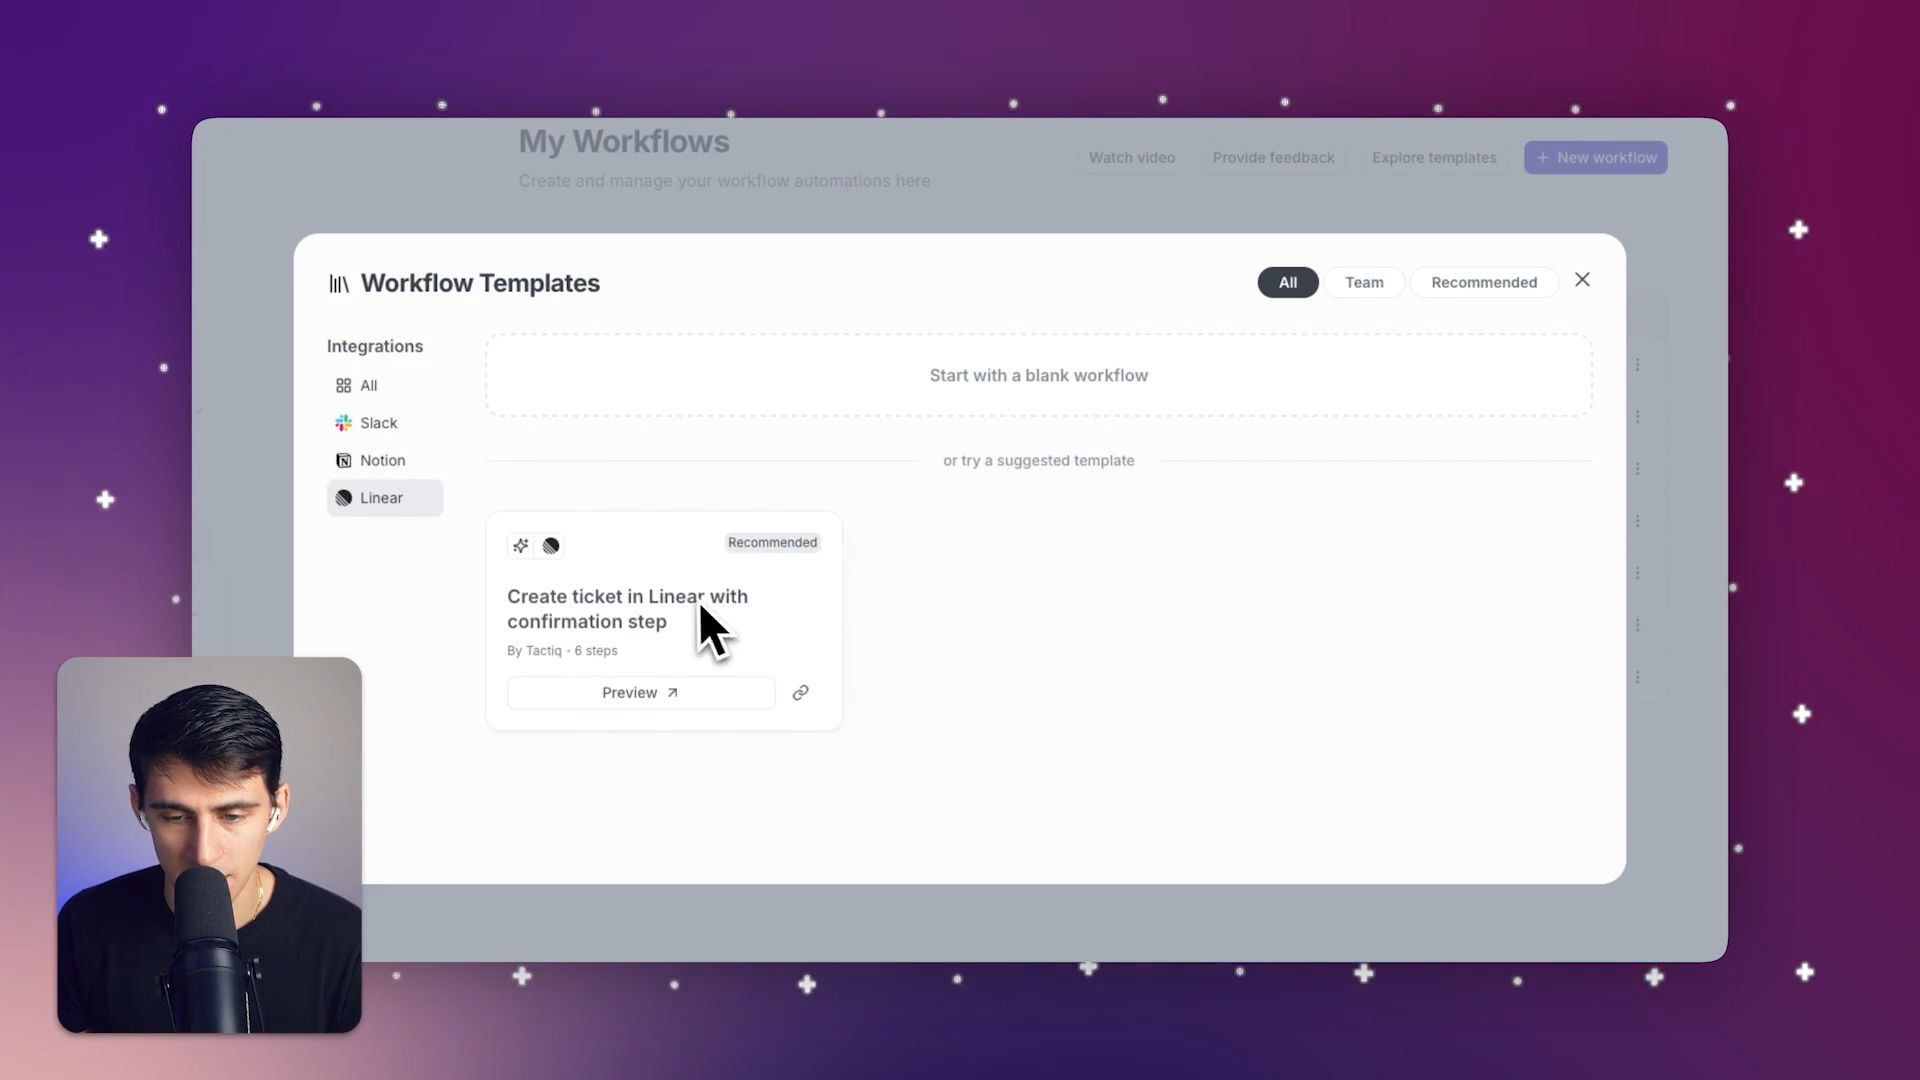 My Workflows
Create and manage your workflow automations here
Watch video
Provide feedback
Explore templates
+ New workflow
Workflow Templates
All
Team
Recommended
Integrations
All
Slack
Notion
Linear
Start with a blank workflow
or try a suggested template
Recommended
Create ticket in Linear with
confirmation step
By Tactiq • 6 steps
Preview